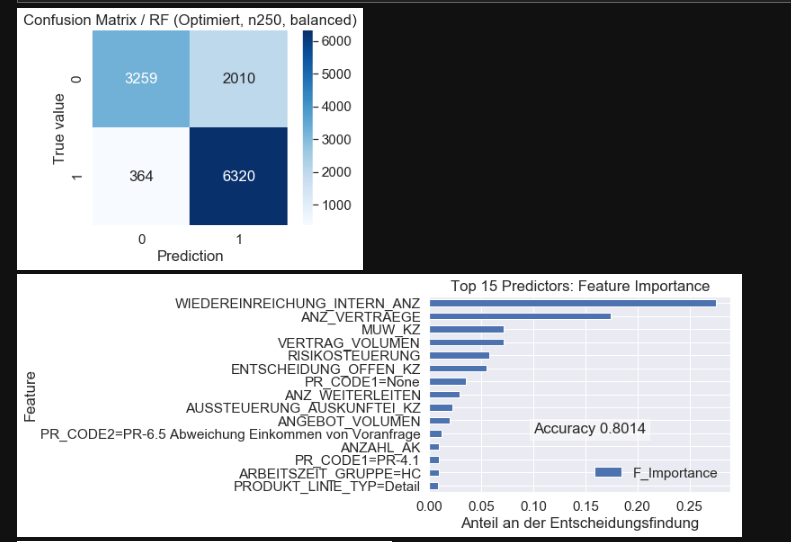 Confusion Matrix / RF (Optimiert, n250, balanced)
True value
0
3259
2010
1
364
6320
0
1
Prediction
6000
5000
4000
3000
2000
1000
Top 15 Predictors: Feature Importance
Feature
WIEDEREINREICHUNG_INTERN_ANZ
ANZ_VERTRAEGE
MUW_KZ
VERTRAG_VOLUMEN
RISIKOSTEUERUNG
ENTSCHEIDUNG_OFFEN_KZ
PR_CODE1=None
ANZ_WEITERLEITEN
AUSSTEUERUNG_AUSKUNFTEI_KZ
ANGEBOT_VOLUMEN
PR_CODE2=PR-6.5 Abweichung Einkommen von Voranfrage
ANZAHL_AK
PR_CODE1=PR-4.1
ARBEITSZEIT_GRUPPE=HC
PRODUKT_LINIE_TYP=Detail
Accuracy 0.8014
F_Importance
0.00
0.05
0.10
0.15
0.20
0.25
Anteil an der Entscheidungsfindung